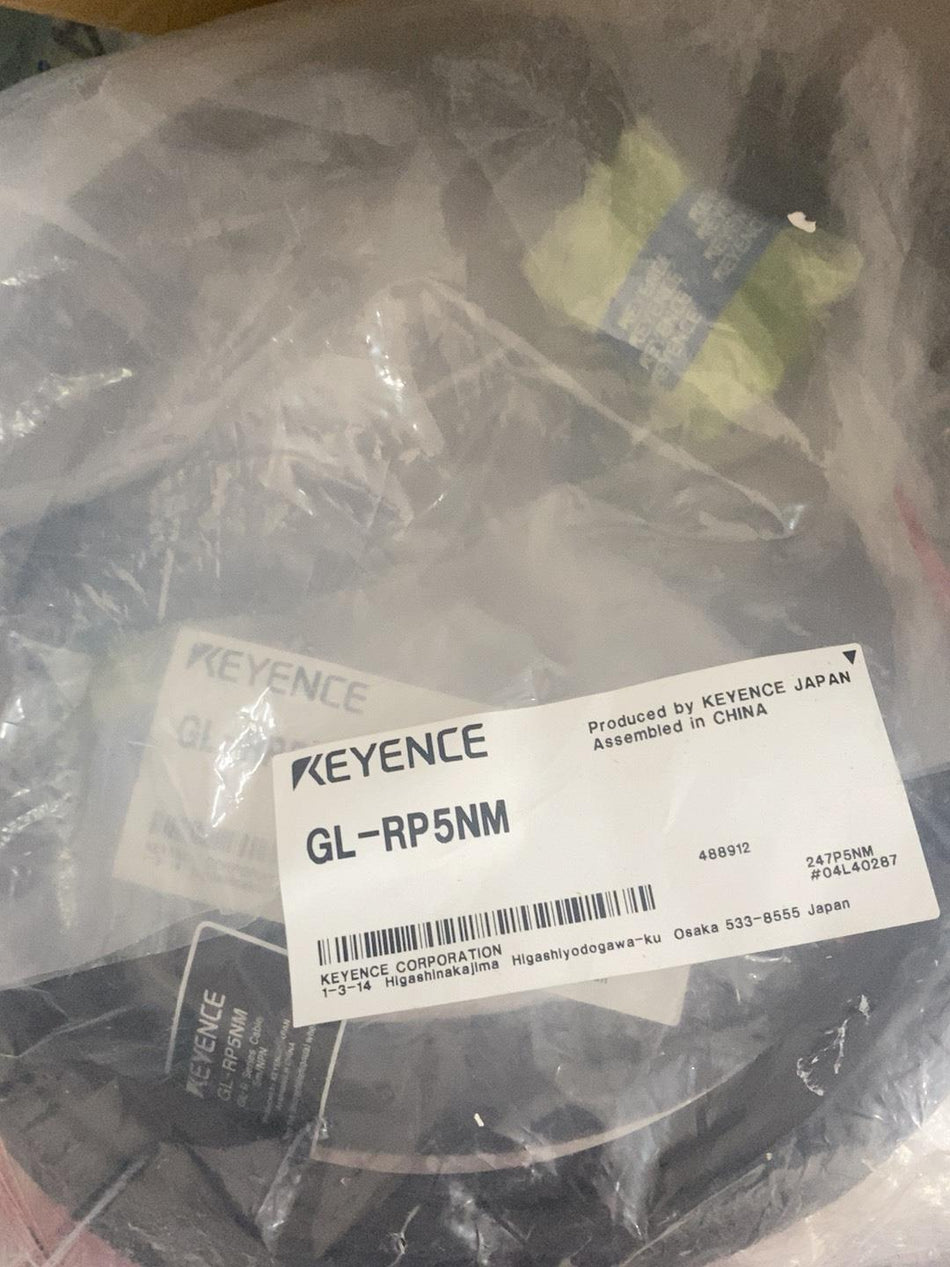 KEYENCE
KEYENCE
Produced by KEYENCE JAPAN
Assembled in CHINA
GL-RP5NM
488912
247P5NM
#04L40287
KEYENCE CORPORATION
1-3-14 Higashinakajima Higashiyodogawa-ku Osaka 533-8555 Japan
KEYENCE
GL-RP5NM
KEYENCE